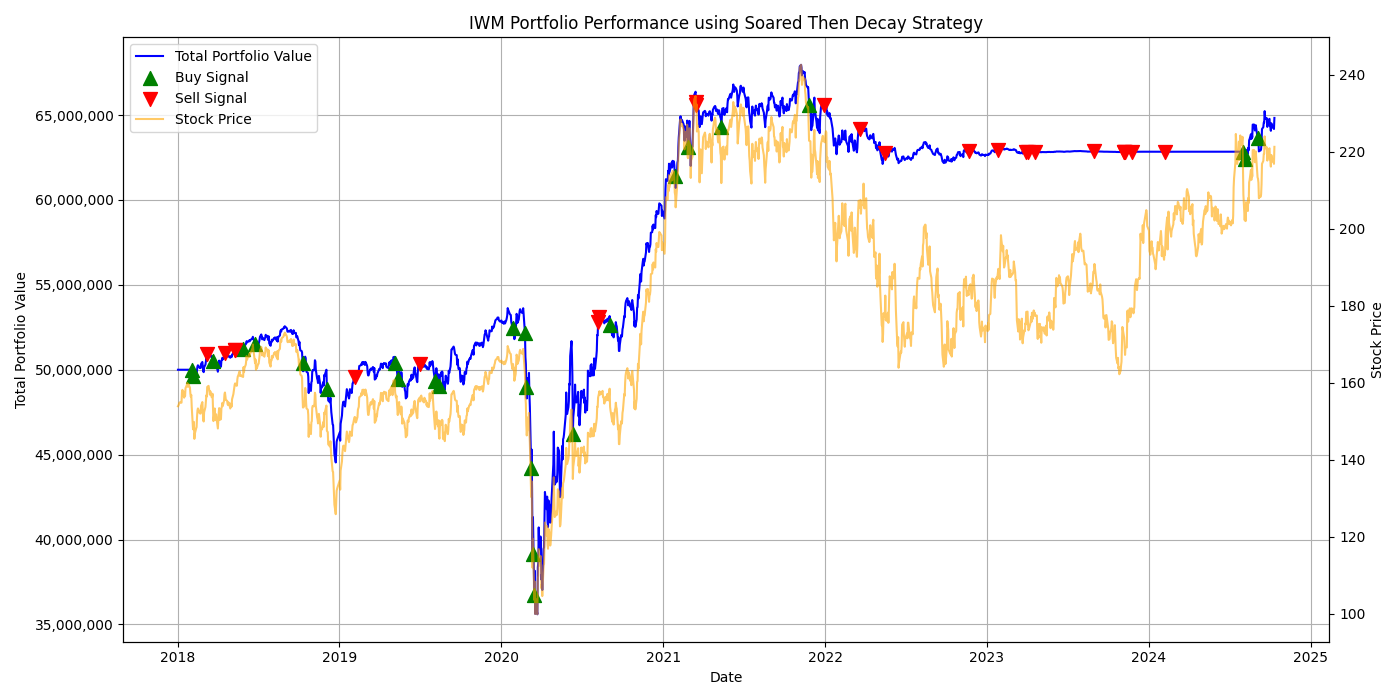 IWM Portfolio Performance using Soared Then Decay Strategy
Total Portfolio Value
Buy Signal
Sell Signal
Stock Price
65,000,000
60,000,000
55,000,000
50,000,000
45,000,000
40,000,000
35,000,000
Total Portfolio Value
240
220
200
180
160
140
120
100
Stock Price
2018
2019
2020
2021
2022
2023
2024
2025
Date